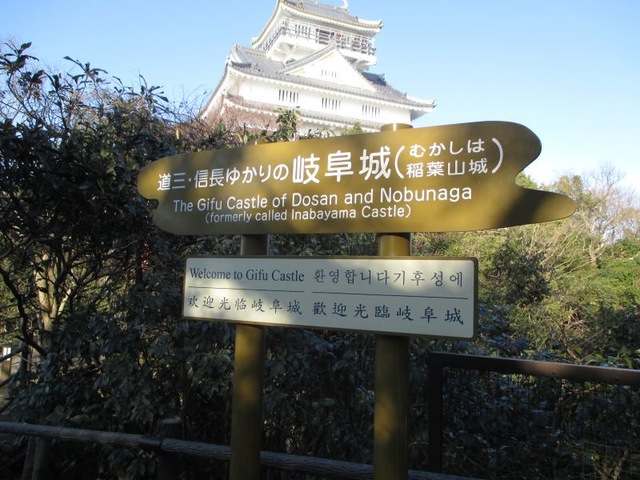 道三・信長ゆかりの岐阜城(むかしは稲葉山城)
The Gifu Castle of Dosan and Nobunaga
(formerly called Inabayama Castle)
Welcome to Gifu Castle 환영합니다기후성에
欢迎光临岐阜城 歡迎光臨岐阜城